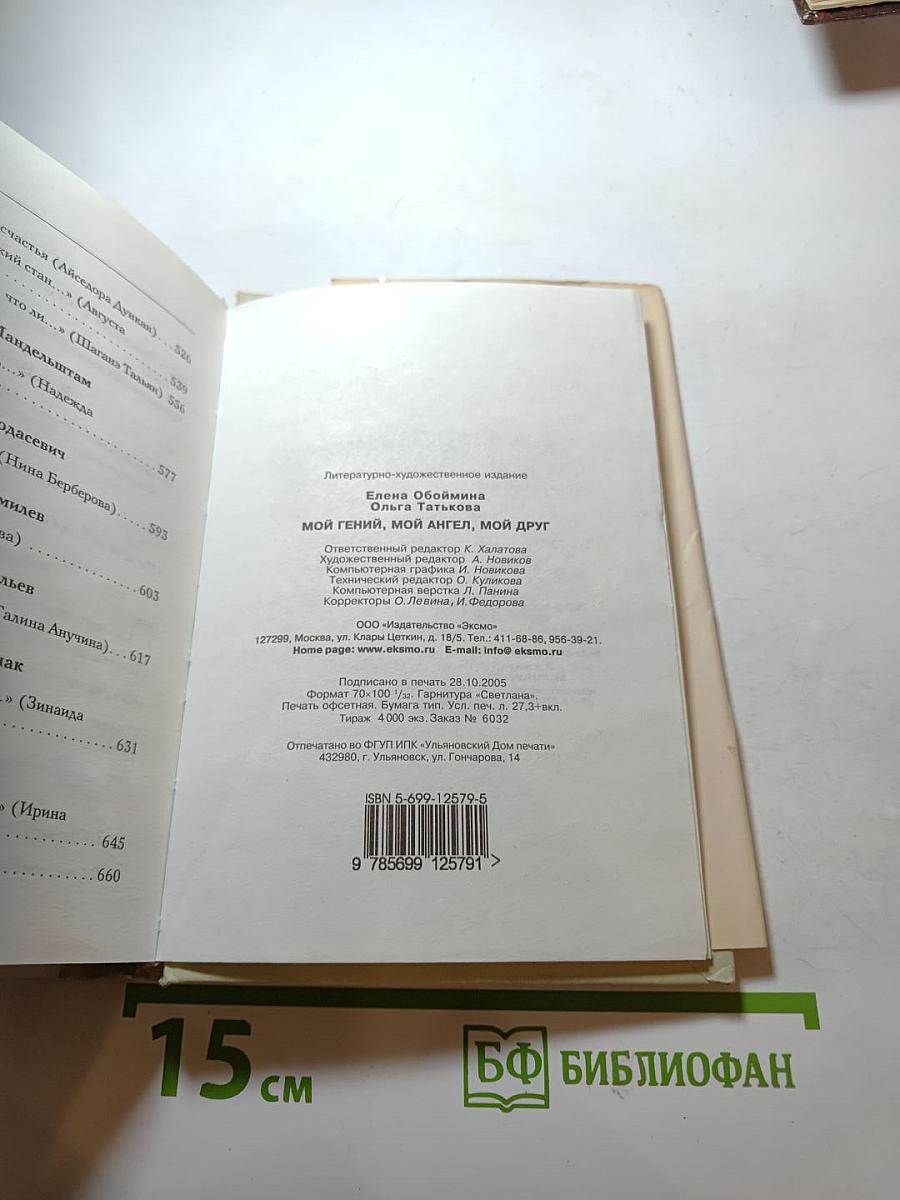 счастья (Айседора Дункан) . . . 526
кий стан...» (Августа
. . . . . . . . . . . . . . . . . . 539
что ли...» (Шаганэ Тальян) 556
Мандельштам
...» (Надежда
. . . . . . . . . . . . . . . . . . 577
одасевич
(Нина Берберова) . . . . . 593
милев
ва) . . . . . . . . . . . . . . . 603
льев
Галина Анучина) . . . 617
нак
...» (Зинаида
. . . . . . . . . . . . . . . . . . 631
» (Ирина
. . . . . . . . . . . 645
. . . . . . . . . . . . 660
Литературно-художественное издание
Елена Обоймина
Ольга Татькова
МОЙ ГЕНИЙ, МОЙ АНГЕЛ, МОЙ ДРУГ
Ответственный редактор К. Халатова
Художественный редактор А. Новиков
Компьютерная графика И. Новикова
Технический редактор О. Куликова
Компьютерная верстка Л. Панина
Корректоры О. Левина, И. Федорова
ООО «Издательство «Эксмо»
127299, Москва, ул. Клары Цеткин, д. 18/5. Тел.: 411-68-86, 956-39-21.
Home page: www.eksmo.ru E-mail: info@ eksmo.ru
Подписано в печать 28.10.2005
Формат 70×100 1/32. Гарнитура «Светлана».
Печать офсетная. Бумага тип. Усл. печ. л. 27,3+вкл.
Тираж 4 000 экз. Заказ № 6032
Отпечатано во ФГУП ИПК «Ульяновский Дом печати»
432980, г. Ульяновск, ул. Гончарова, 14
ISBN 5-699-12579-5
9 785699 125791 >
15 см
БФ БИБЛИОФАН